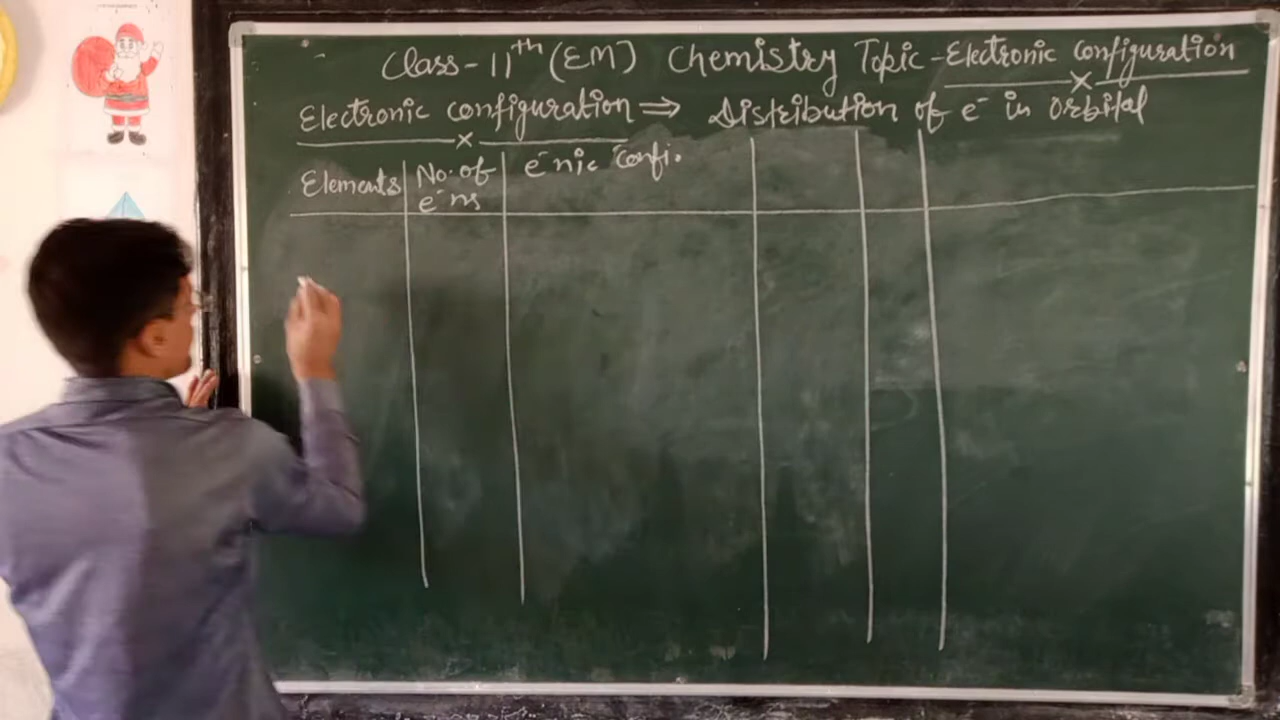 Class - 11th (EM) Chemistry Topic - Electronic configuration
Electronic configuration ⇒ Distribution of e⁻ in orbital
Elements
No. of
e⁻ns
e⁻nic Confi.